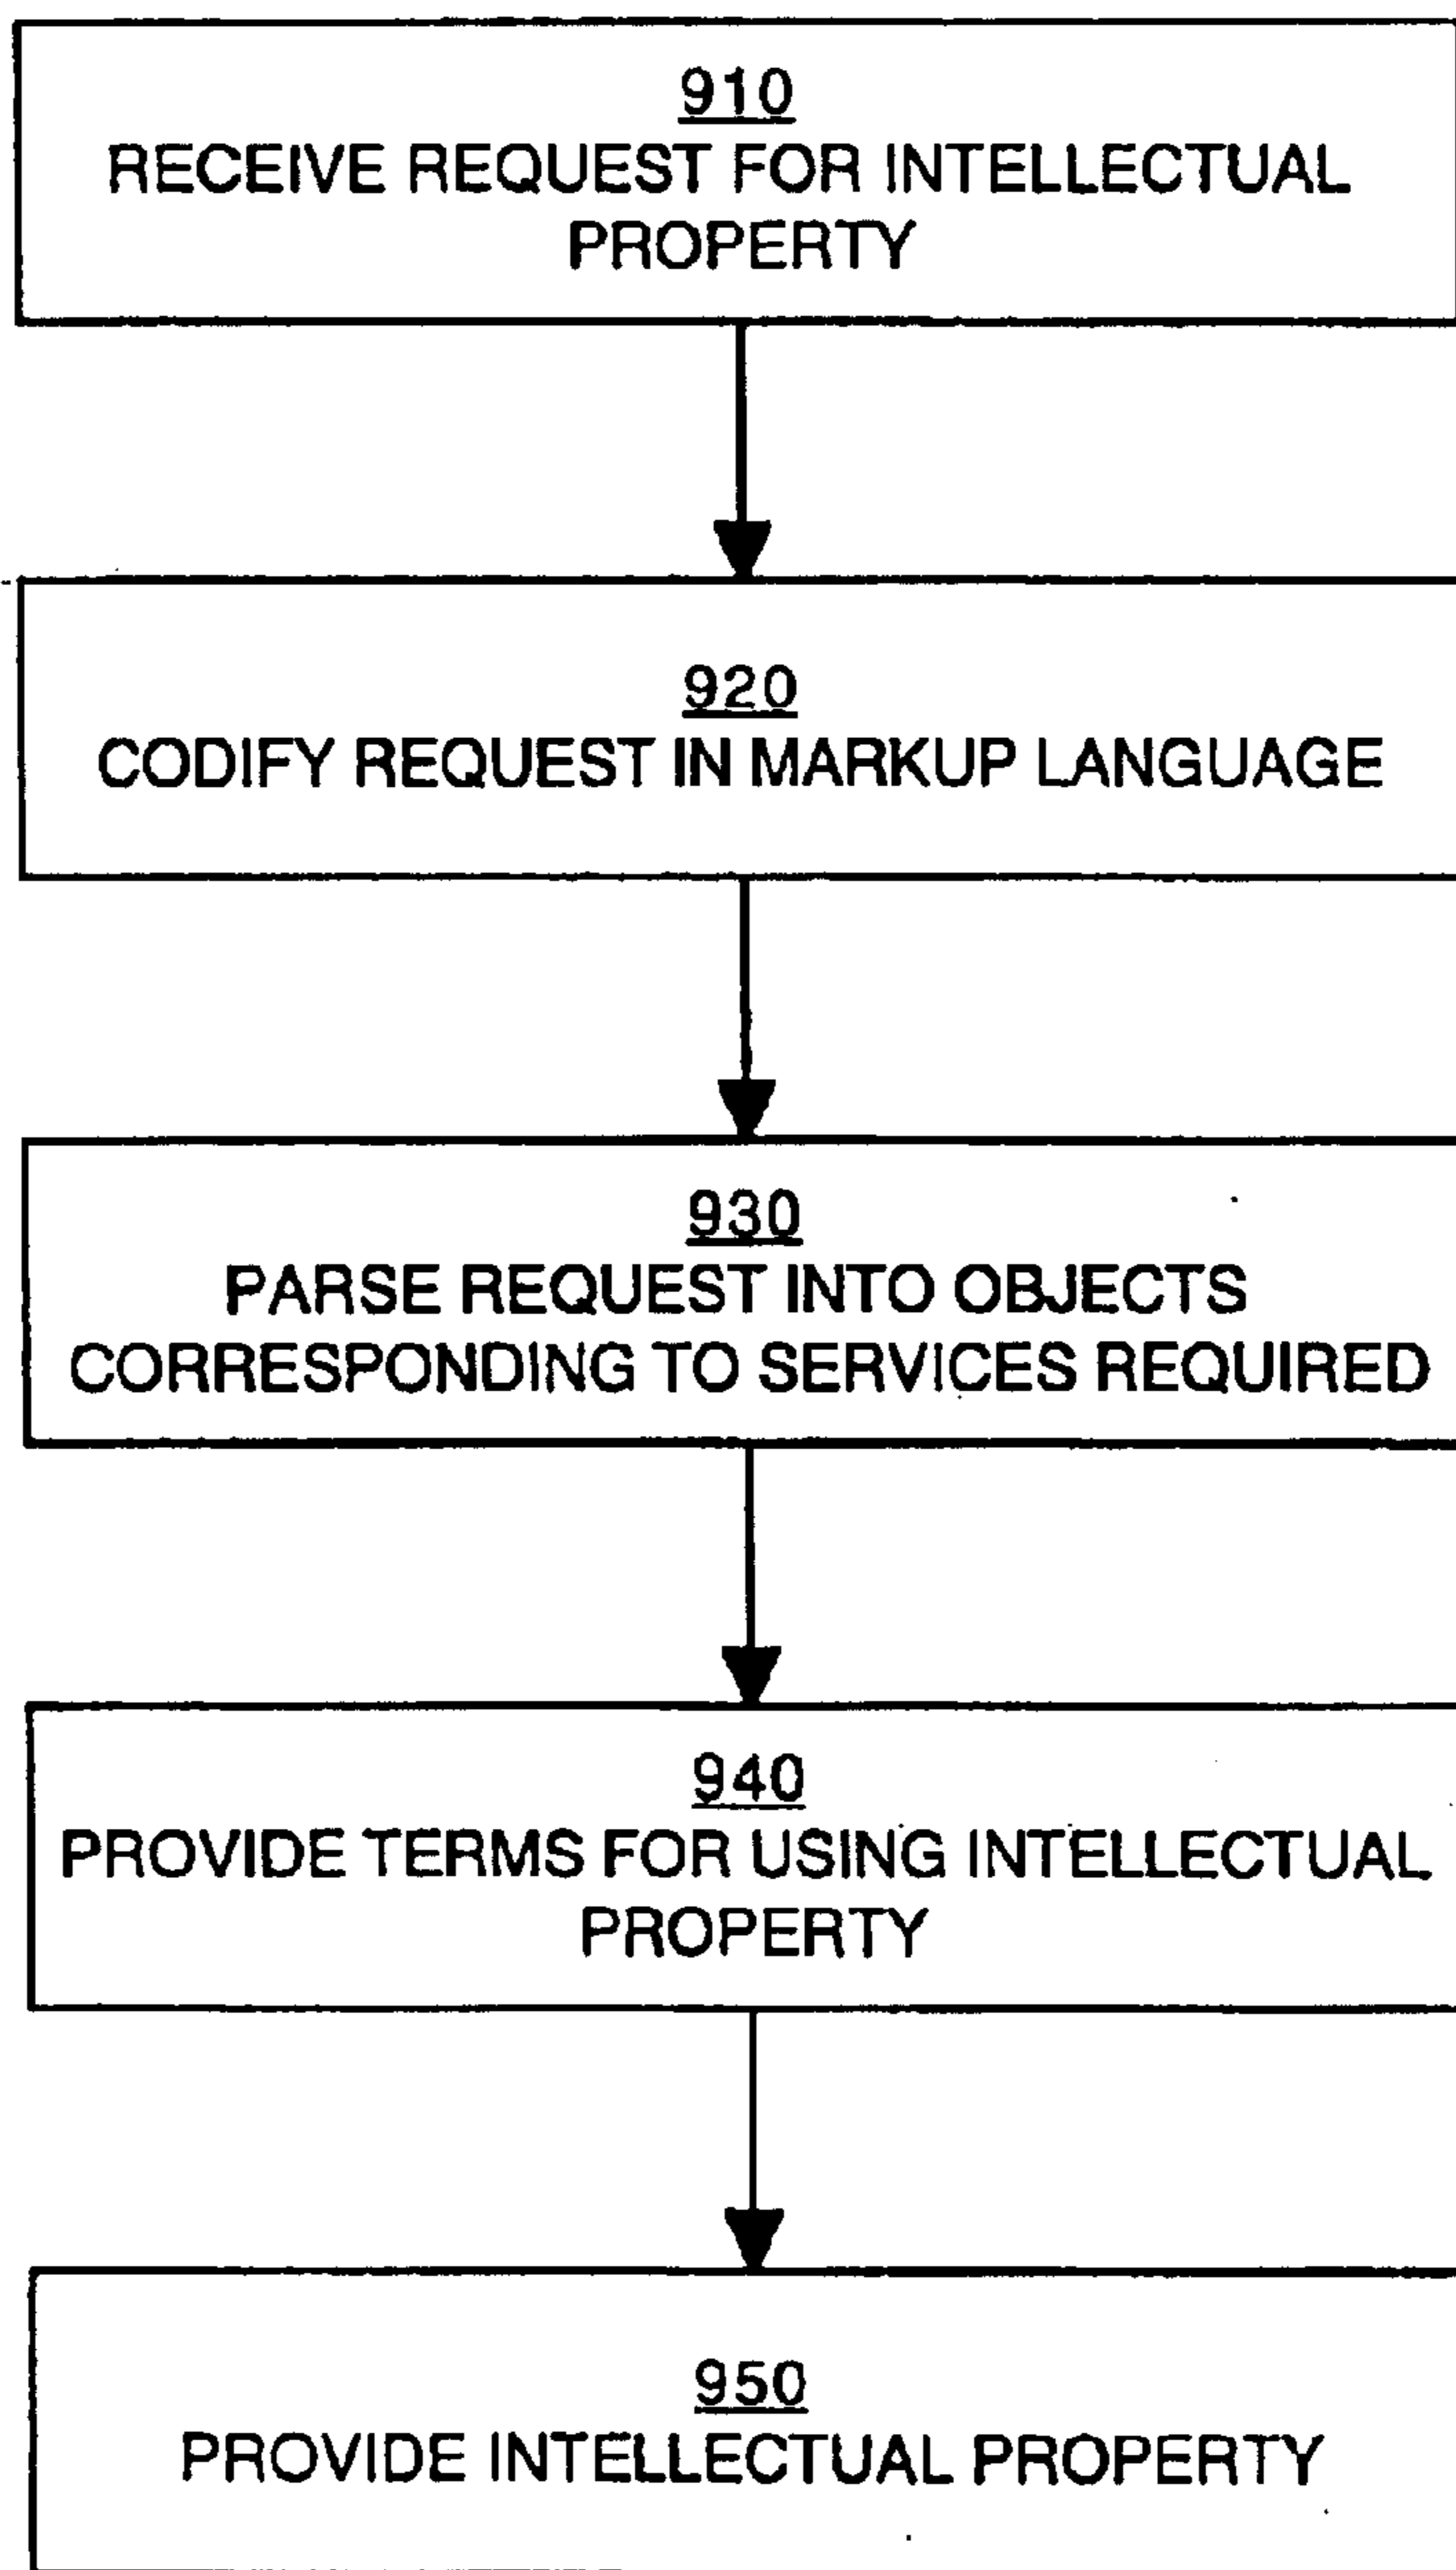 910
RECEIVE REQUEST FOR INTELLECTUAL
PROPERTY
920
CODIFY REQUEST IN MARKUP LANGUAGE
930
PARSE REQUEST INTO OBJECTS
CORRESPONDING TO SERVICES REQUIRED
940
PROVIDE TERMS FOR USING INTELLECTUAL
PROPERTY
950
PROVIDE INTELLECTUAL PROPERTY